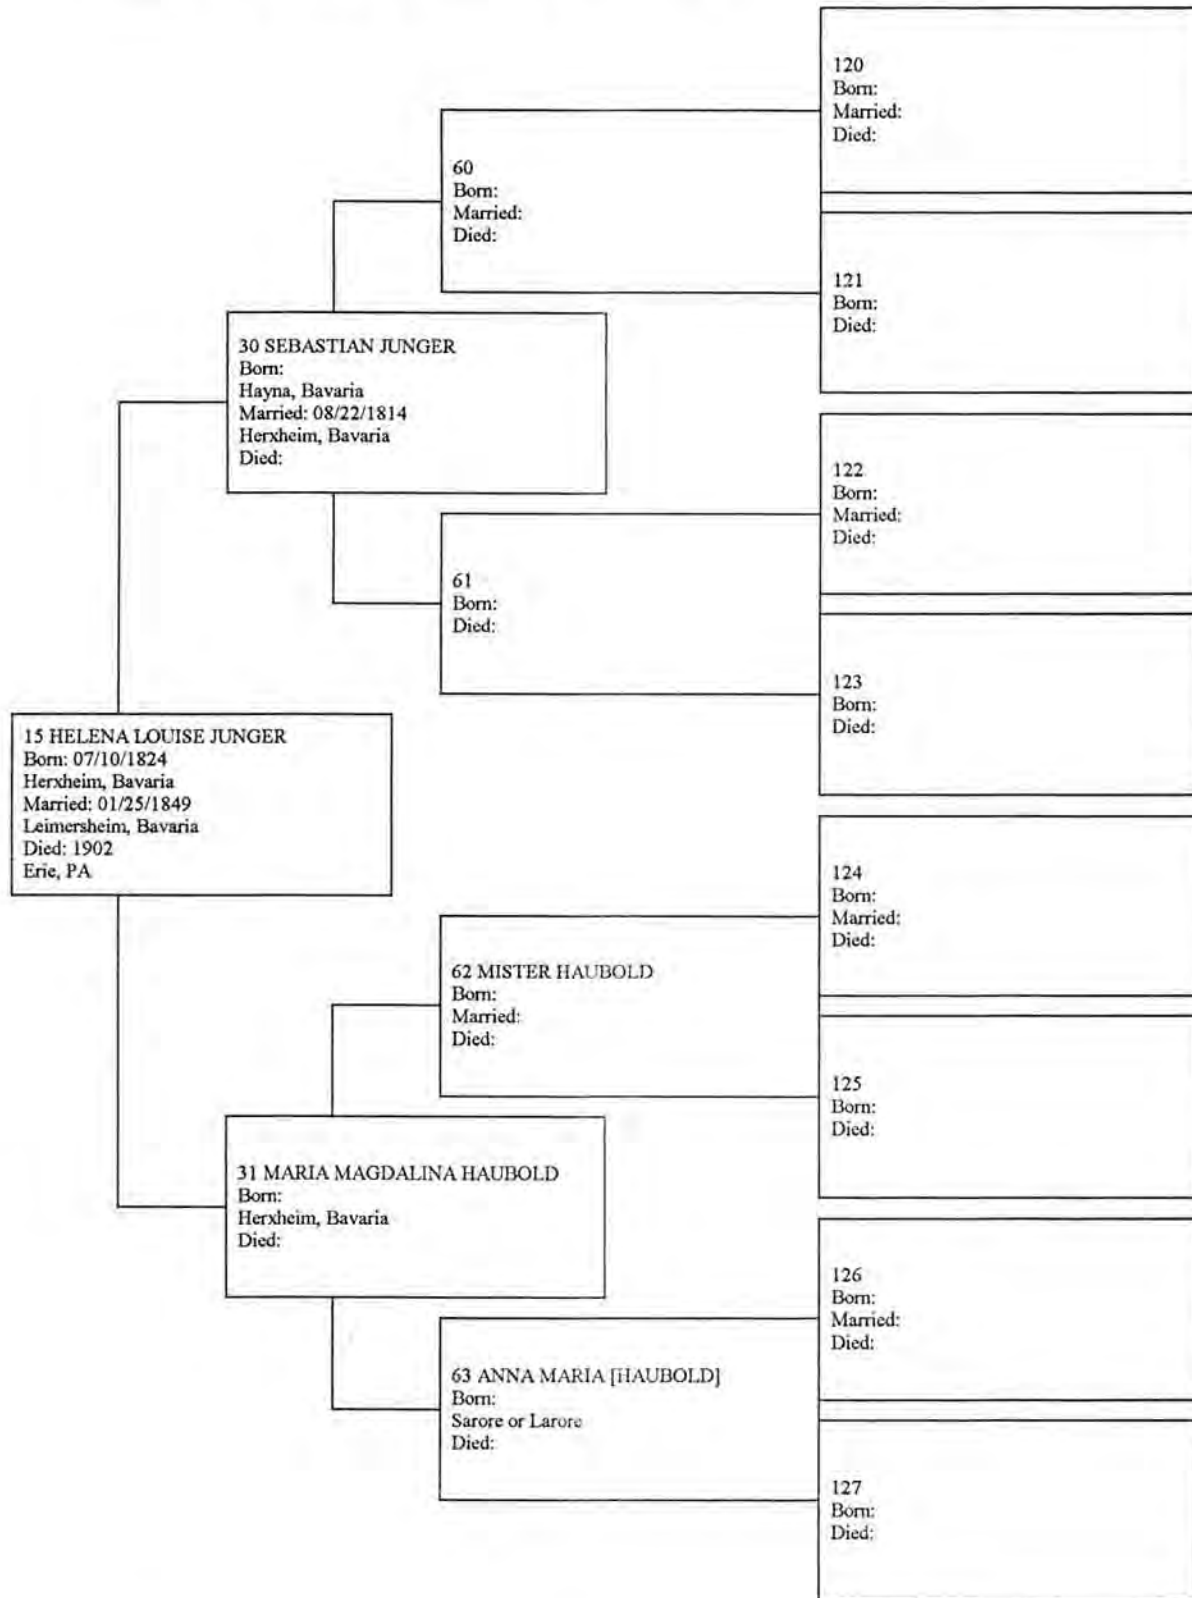 120
Born:
Married:
Died:
60
Born:
Married:
Died:
121
Born:
Died:
30 SEBASTIAN JUNGER
Born:
Hayna, Bavaria
Married: 08/22/1814
Herxheim, Bavaria
Died:
122
Born:
Married:
Died:
61
Born:
Died:
123
Born:
Died:
15 HELENA LOUISE JUNGER
Born: 07/10/1824
Herxheim, Bavaria
Married: 01/25/1849
Leimersheim, Bavaria
Died: 1902
Erie, PA
124
Born:
Married:
Died:
62 MISTER HAUBOLD
Born:
Married:
Died:
125
Born:
Died:
31 MARIA MAGDALINA HAUBOLD
Born:
Herxheim, Bavaria
Died:
126
Born:
Married:
Died:
63 ANNA MARIA [HAUBOLD]
Born:
Sarore or Larore
Died:
127
Born:
Died: